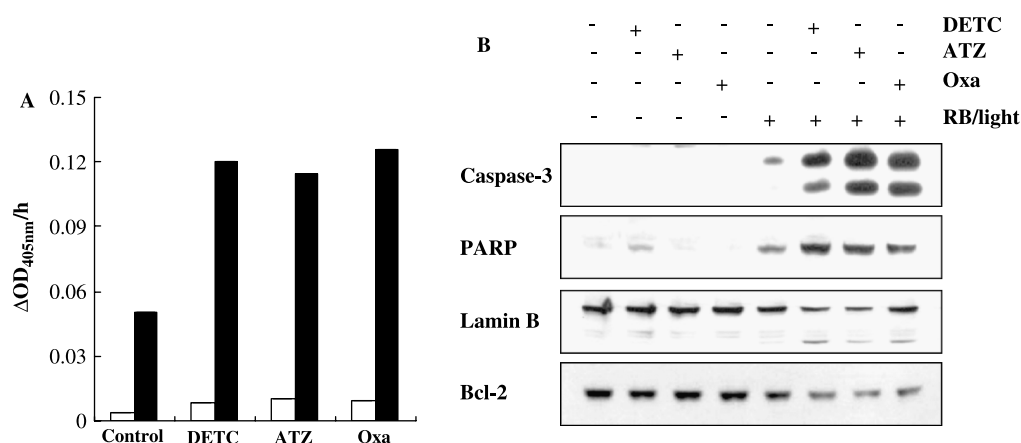 A
0.15
0.12
0.09
0.06
0.03
0
ΔOD405nm/h
Control DETC ATZ Oxa
B
- + - - - + - - DETC
- - + - - - + - ATZ
- - - + - - - + Oxa
- - - - + + + + RB/light
Caspase-3
PARP
Lamin B
Bcl-2